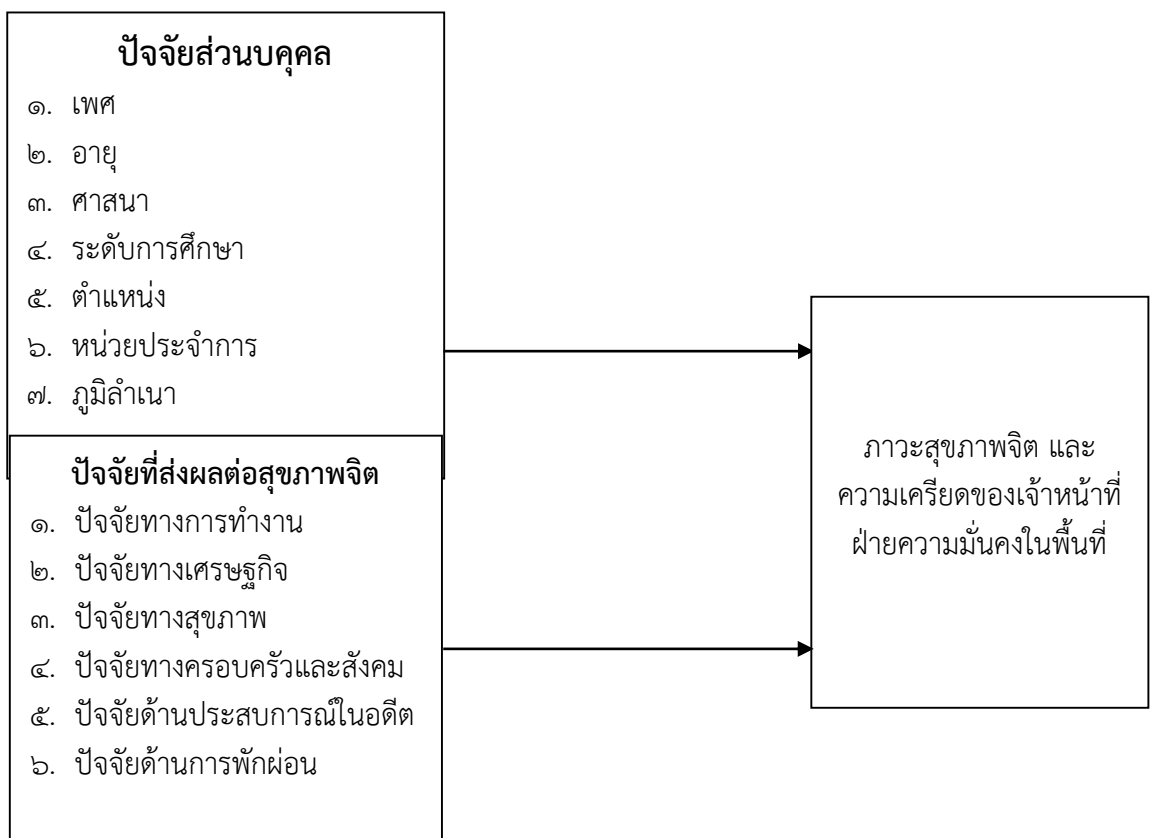 ปัจจัยส่วนบคุคล
๑. เพศ
๒. อายุ
๓. ศาสนา
๔. ระดับการศึกษา
๕. ตำแหน่ง
๖. หน่วยประจำการ
๗. ภูมิลำเนา
ปัจจัยที่ส่งผลต่อสุขภาพจิต
๑. ปัจจัยทางการทำงาน
๒. ปัจจัยทางเศรษฐกิจ
๓. ปัจจัยทางสุขภาพ
๔. ปัจจัยทางครอบครัวและสังคม
๕. ปัจจัยด้านประสบการณ์ในอดีต
๖. ปัจจัยด้านการพักผ่อน
ภาวะสุขภาพจิต และ
ความเครียดของเจ้าหน้าที่
ฝ่ายความมั่นคงในพื้นที่